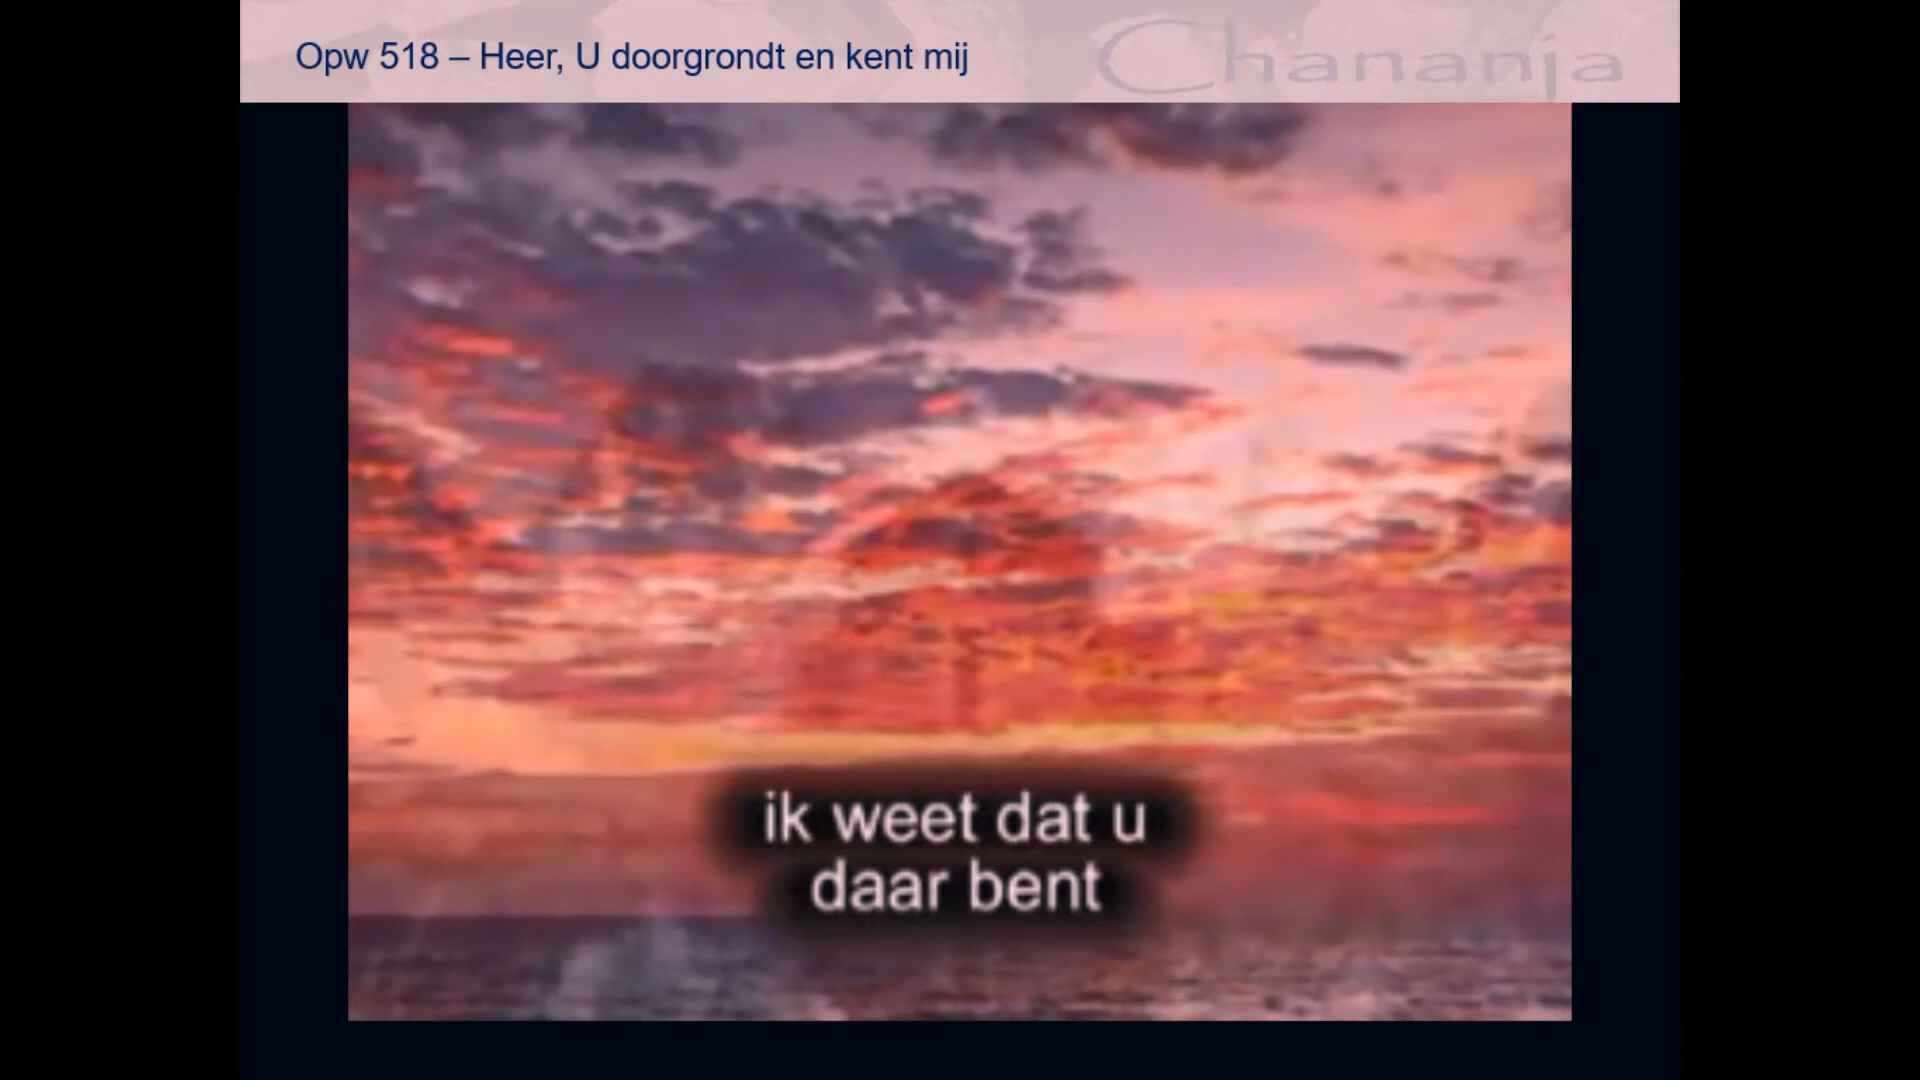 Opw 518 – Heer, U doorgrondt en kent mij
Chananja
ik weet dat u
daar bent